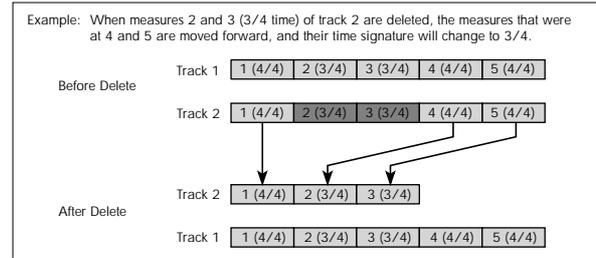 Example: When measures 2 and 3 (3/4 time) of track 2 are deleted, the measures that were
at 4 and 5 are moved forward, and their time signature will change to 3/4.
Track 1 1 (4/4) 2 (3/4) 3 (3/4) 4 (4/4) 5 (4/4)
Before Delete
Track 2 1 (4/4) 2 (3/4) 3 (3/4) 4 (4/4) 5 (4/4)
Track 2 1 (4/4) 2 (3/4) 3 (3/4)
After Delete
Track 1 1 (4/4) 2 (3/4) 3 (3/4) 4 (4/4) 5 (4/4)